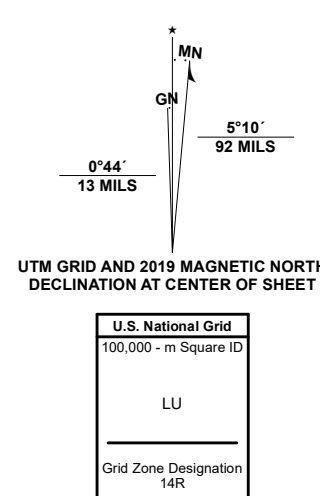 ★
MN
GN
5°10´
92 MILS
0°44´
13 MILS
UTM GRID AND 2019 MAGNETIC NORTH
DECLINATION AT CENTER OF SHEET
U.S. National Grid
100,000 - m Square ID
LU
Grid Zone Designation
14R